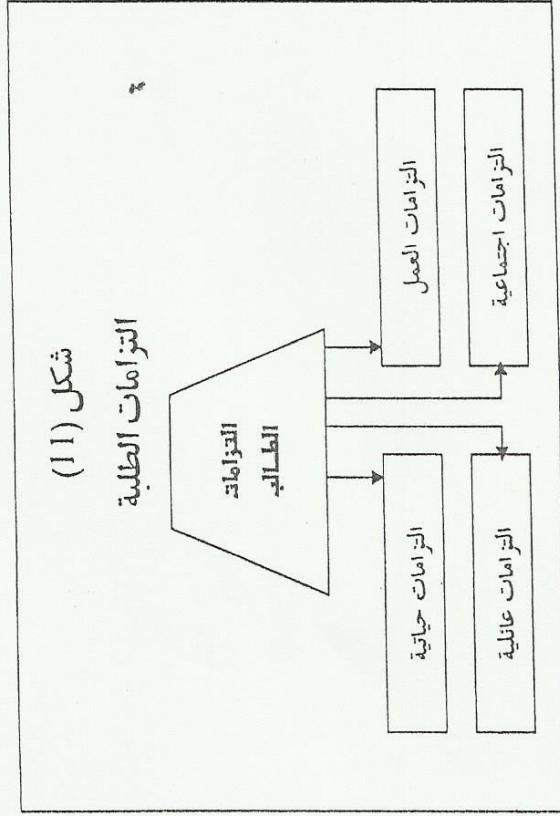 شكل (11)
التزامات الطلبة
التزامات
الطالب
التزامات العمل
التزامات حياتية
التزامات اجتماعية
التزامات عائلية